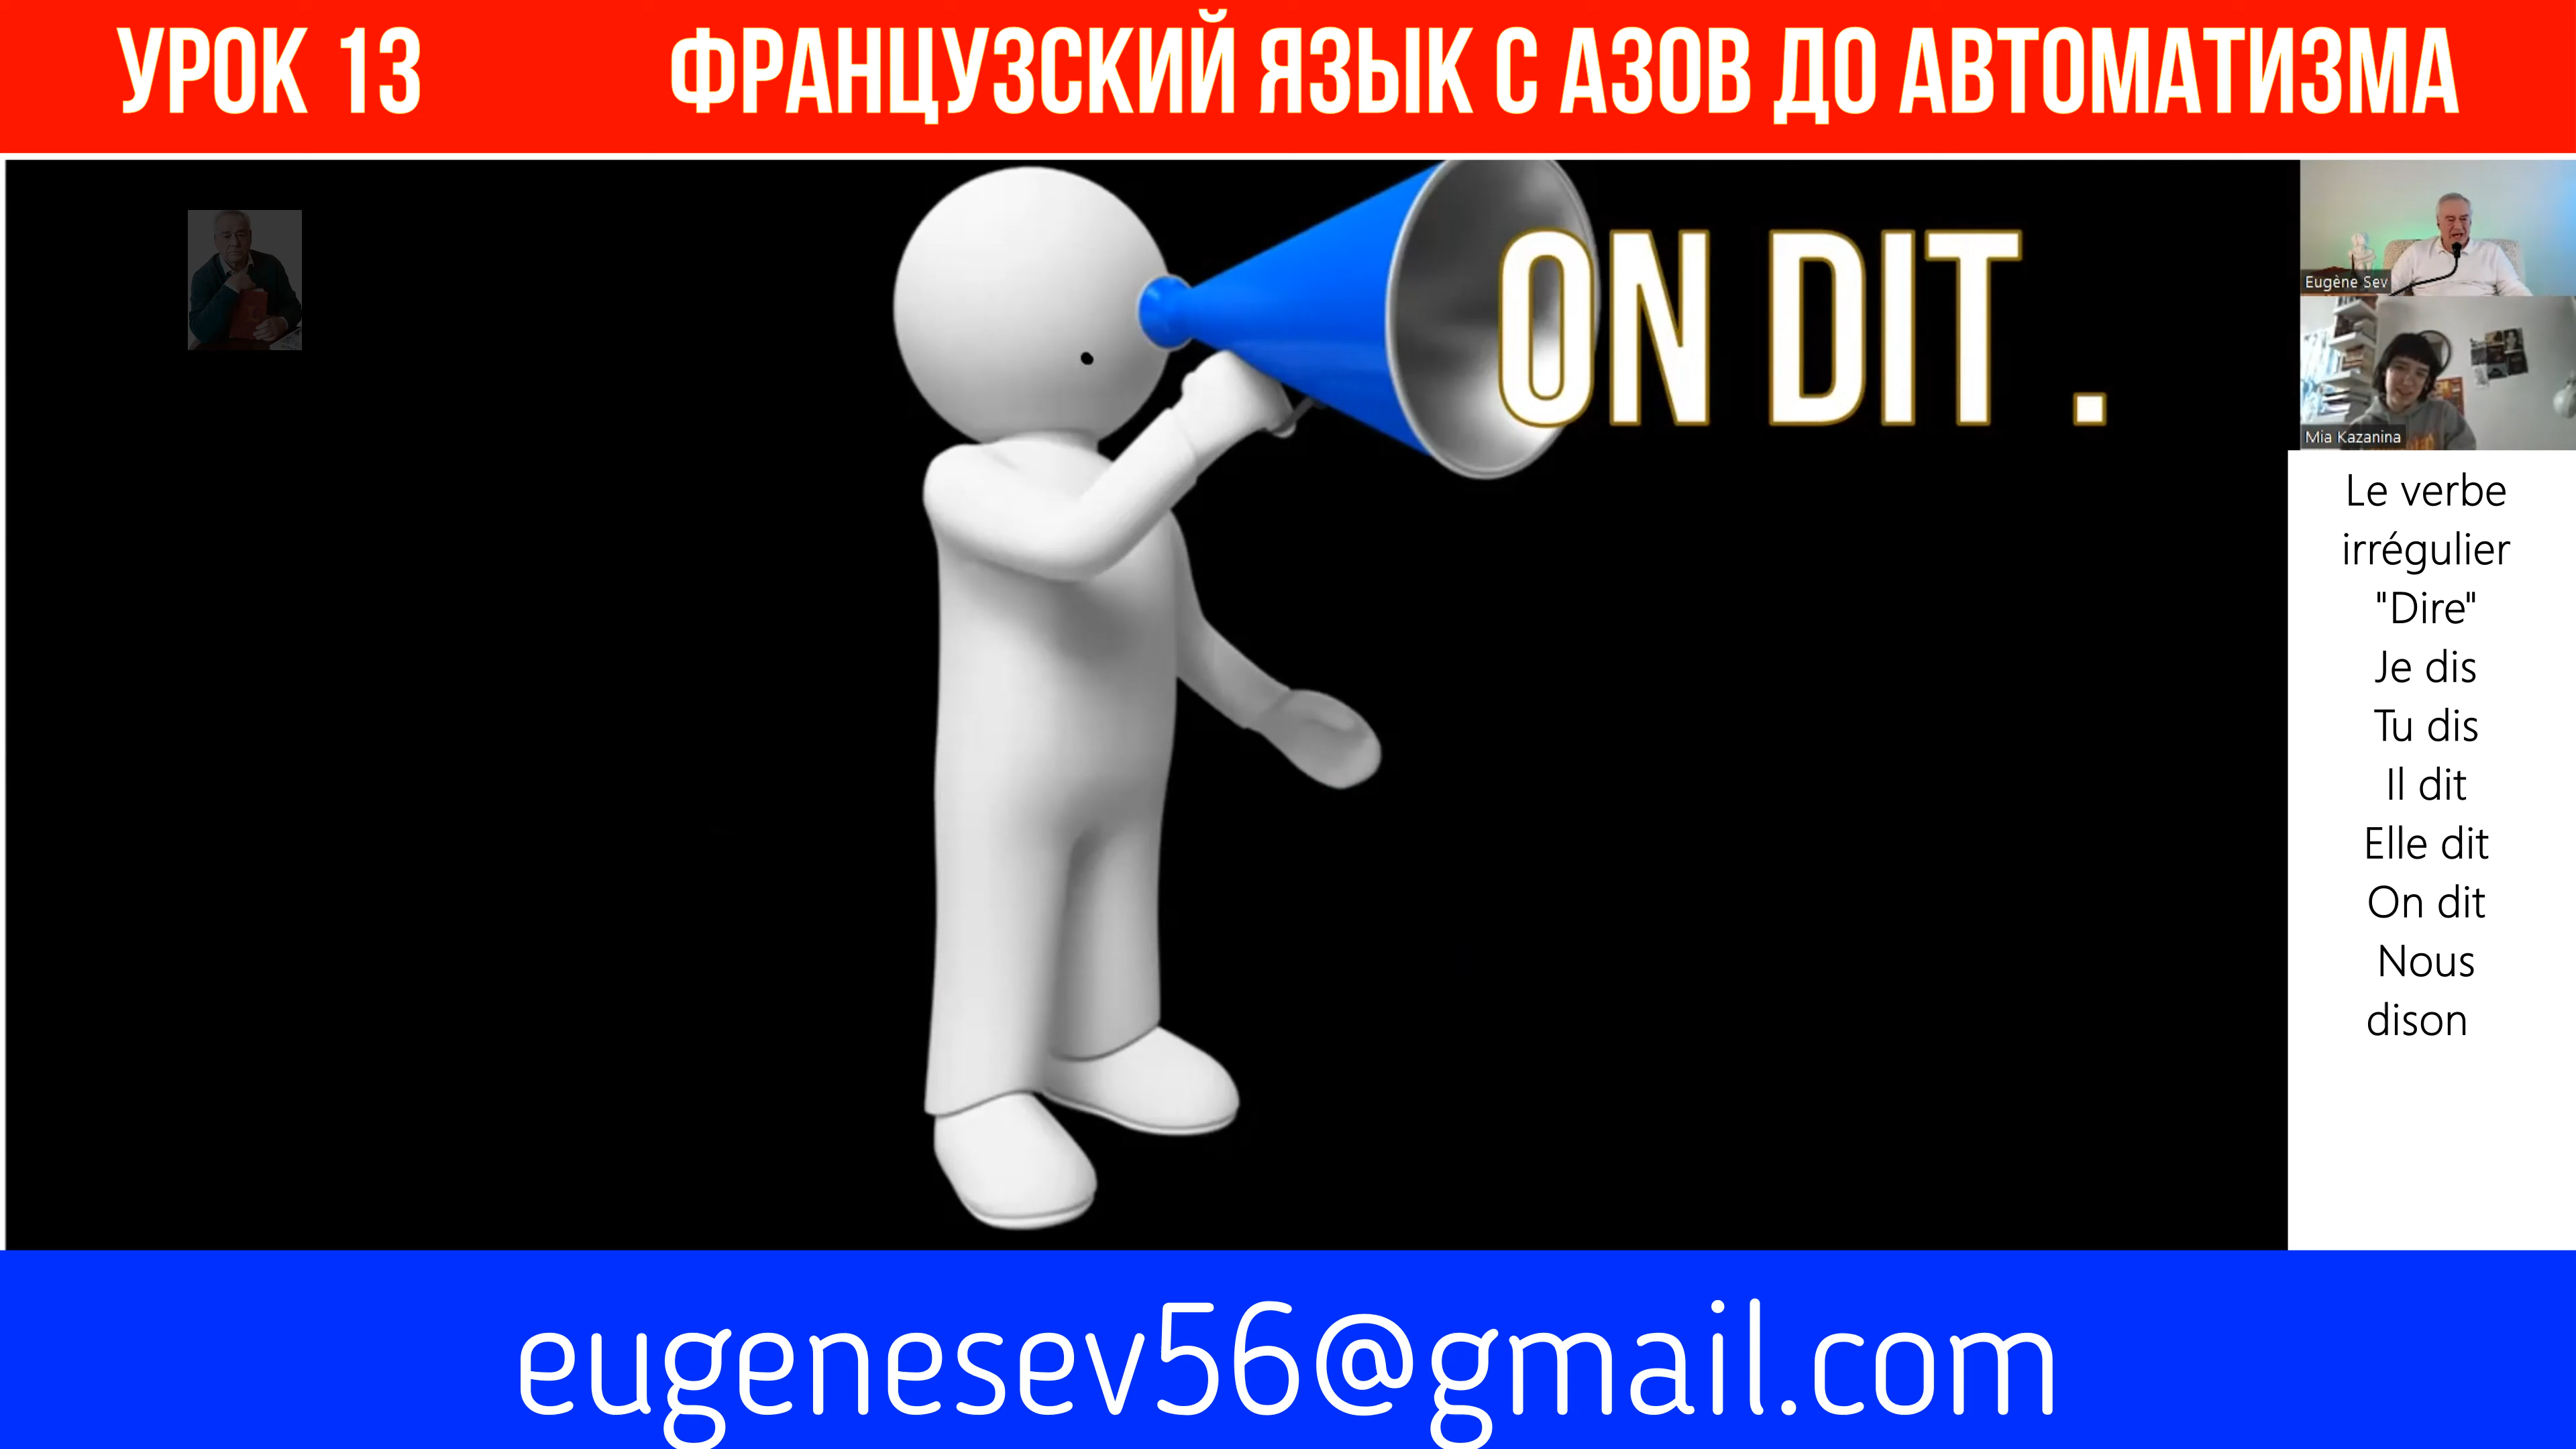 УРОК 13 ФРАНЦУЗСКИЙ ЯЗЫК С АЗОВ ДО АВТОМАТИЗМА
ON DIT .
Eugène Sev
Mia Kazanina
Le verbe
irrégulier
"Dire"
Je dis
Tu dis
Il dit
Elle dit
On dit
Nous
dison
eugenesev56@gmail.com